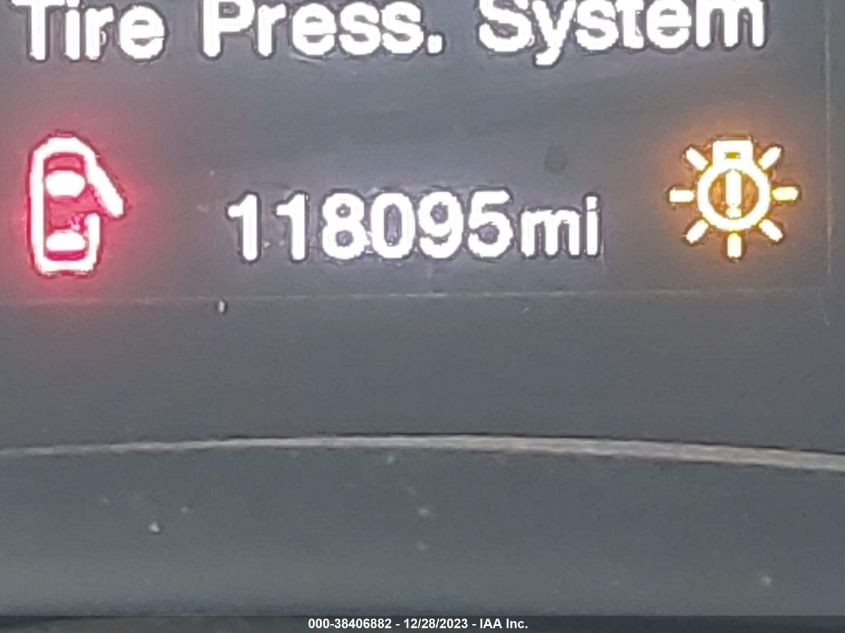 Tire Press. System
118095mi
000-38406882 - 12/28/2023 - IAA Inc.